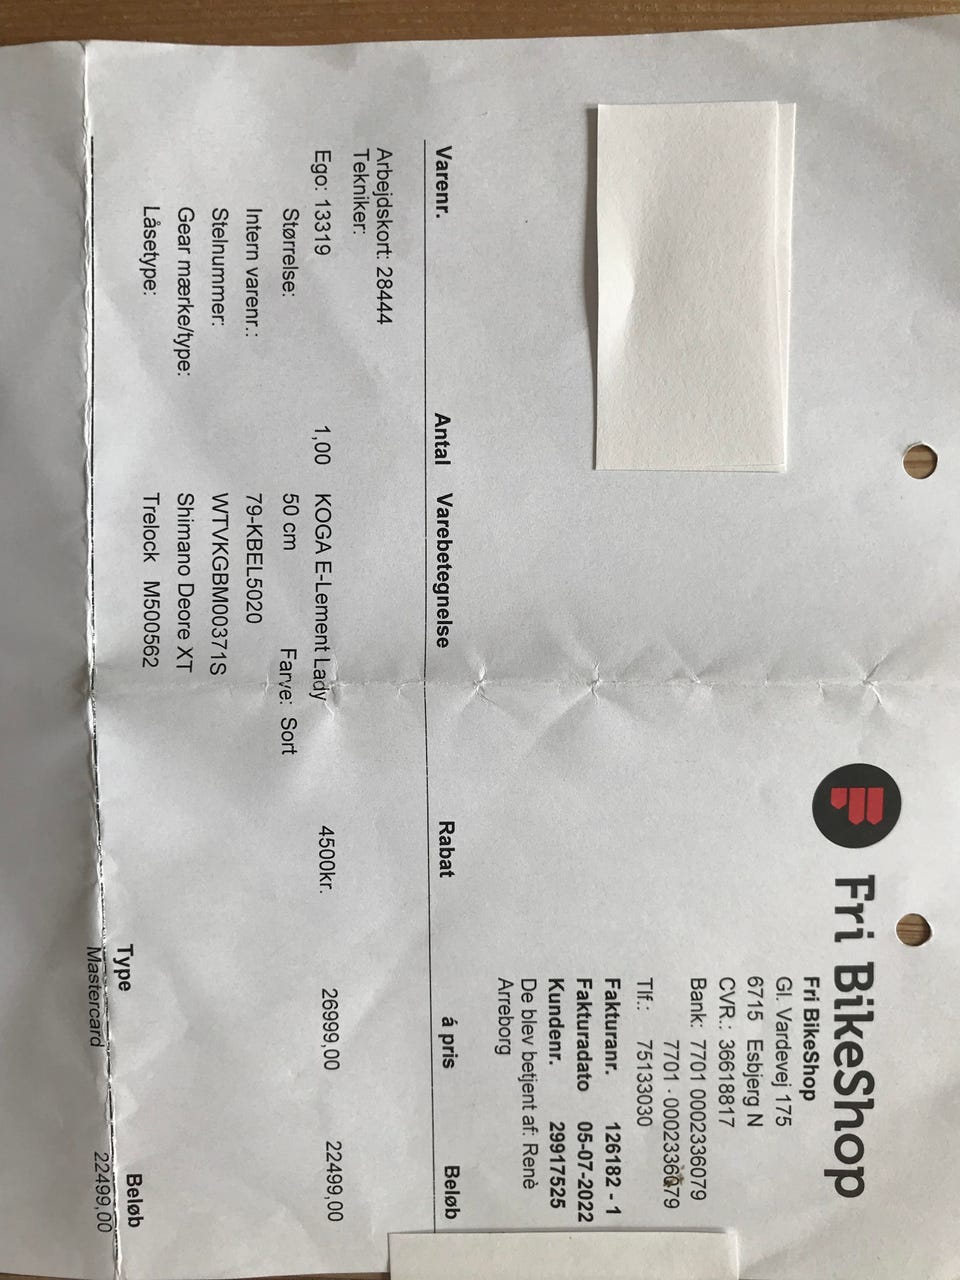 Fri BikeShop
Fri BikeShop
Gl. Vardevej 175
6715 Esbjerg N
CVR.: 36618817
Bank: 7701 0002336079
7701 - 0002336079
Tlf.: 75133030
Fakturanr. 126182 - 1
Fakturadato 05-07-2022
Kundenr. 29917525
De blev betjent af: Renè
Arreborg
Varenr. Antal Varebetegnelse Rabat á pris Beløb
Arbejdskort: 28444
Tekniker:
Ego: 13319 1,00 KOGA E-Lement Lady 4500kr. 26999,00 22499,00
Størrelse: 50 cm Farve: Sort
Intern varenr.: 79-KBEL5020
Stelnummer: WTVKGBM00371S
Gear mærke/type: Shimano Deore XT
Låsetype: Trelock M500562
Type Beløb
Mastercard 22499,00